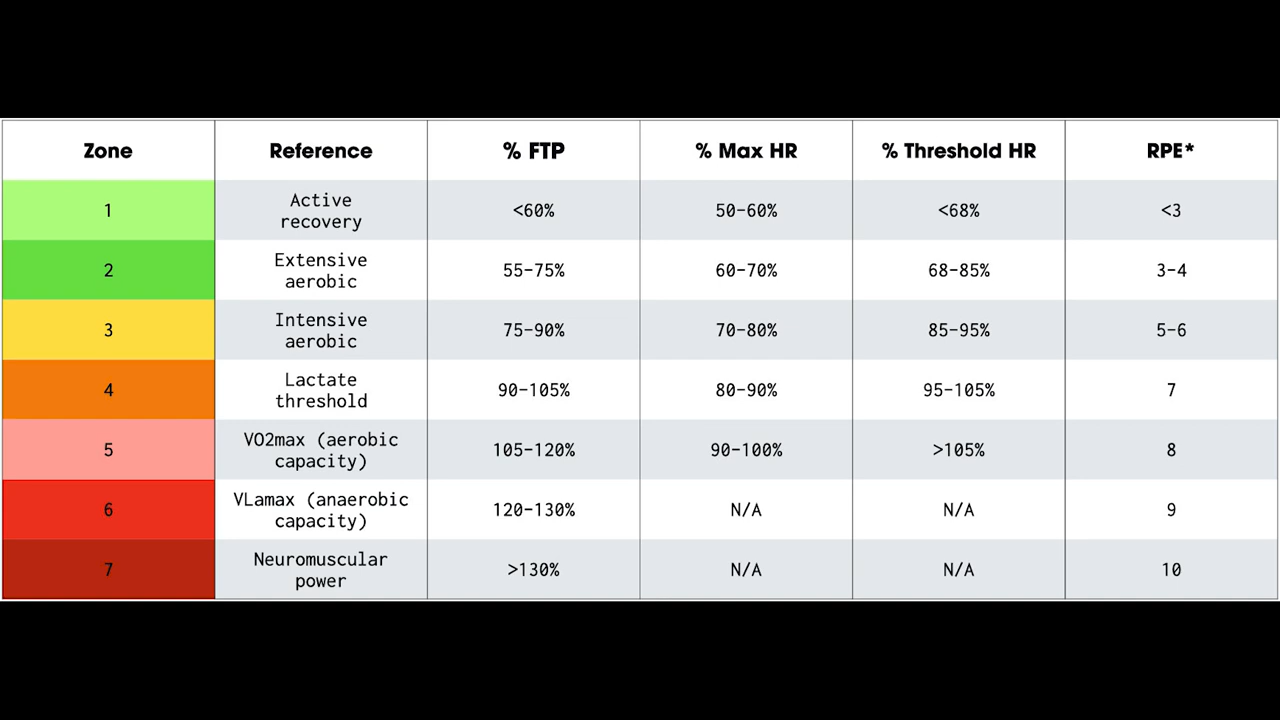 Zone Reference % FTP % Max HR % Threshold HR RPE*
1 Active recovery <60% 50-60% <68% <3
2 Extensive aerobic 55-75% 60-70% 68-85% 3-4
3 Intensive aerobic 75-90% 70-80% 85-95% 5-6
4 Lactate threshold 90-105% 80-90% 95-105% 7
5 VO2max (aerobic capacity) 105-120% 90-100% >105% 8
6 VLamax (anaerobic capacity) 120-130% N/A N/A 9
7 Neuromuscular power >130% N/A N/A 10